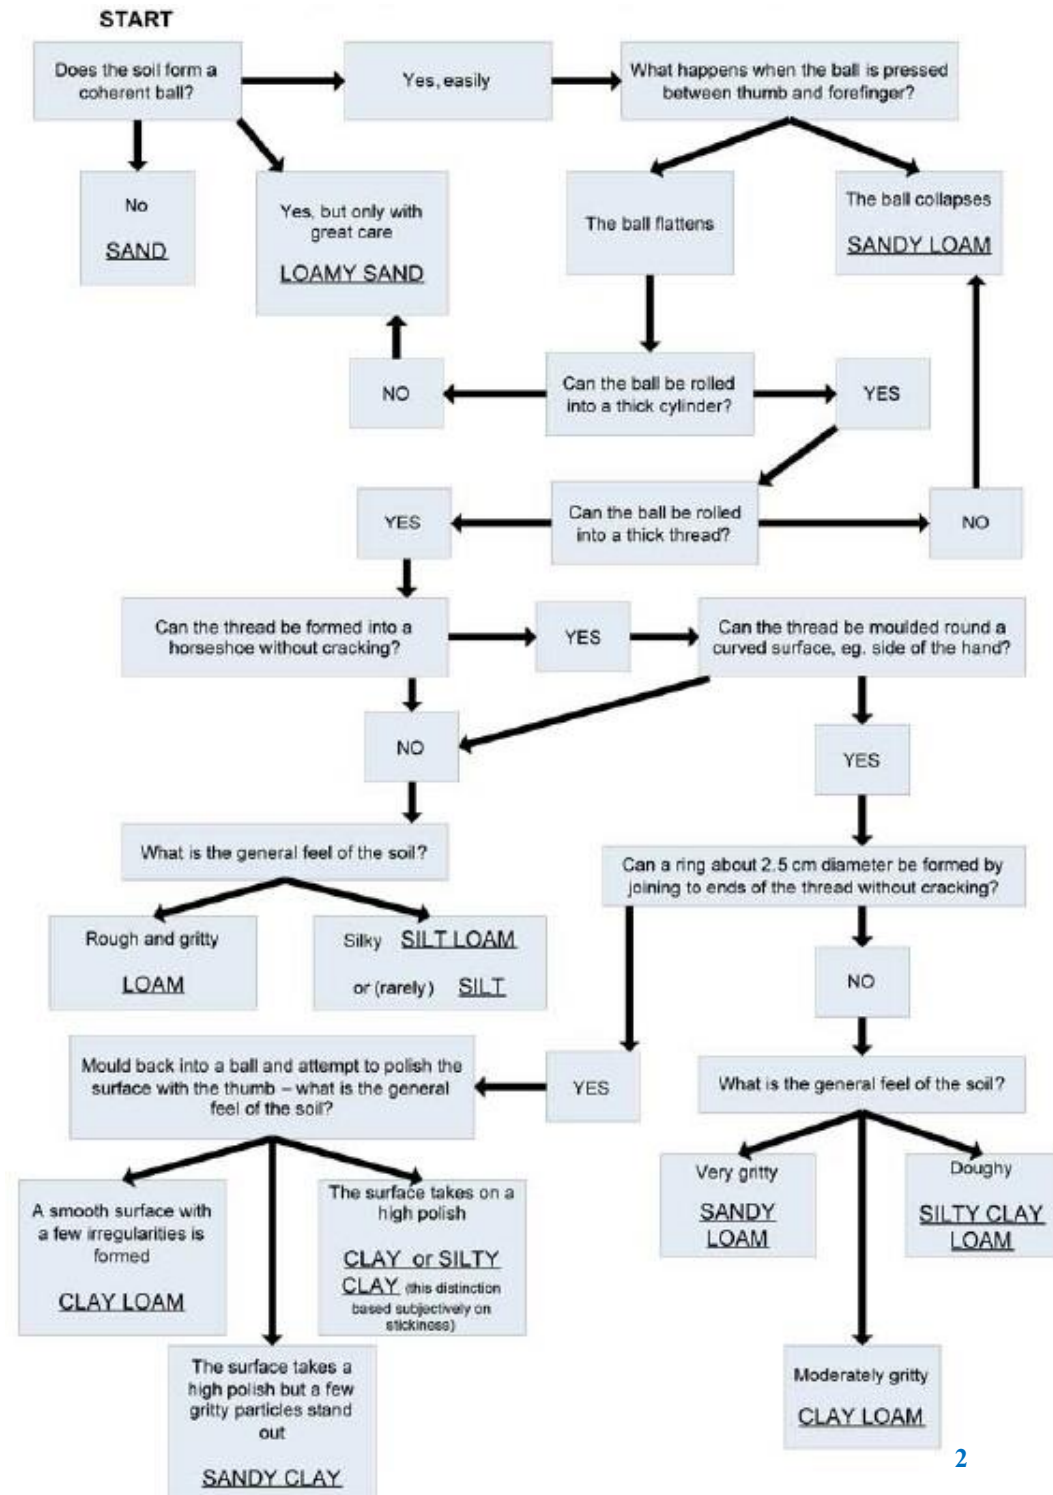 START
Does the soil form a
coherent ball?
Yes, easily
What happens when the ball is pressed
between thumb and forefinger?
No
SAND
Yes, but only with
great care
LOAMY SAND
The ball flattens
The ball collapses
SANDY LOAM
NO
Can the ball be rolled
into a thick cylinder?
YES
YES
Can the ball be rolled
into a thick thread?
NO
Can the thread be formed into a
horseshoe without cracking?
YES
Can the thread be moulded round a
curved surface, eg. side of the hand?
NO
YES
What is the general feel of the soil?
Can a ring about 2.5 cm diameter be formed by
joining to ends of the thread without cracking?
Rough and gritty
LOAM
Silky SILT LOAM
or (rarely) SILT
NO
Mould back into a ball and attempt to polish the
surface with the thumb – what is the general
feel of the soil?
YES
What is the general feel of the soil?
A smooth surface with
a few irregularities is
formed
CLAY LOAM
The surface takes on a
high polish
CLAY or SILTY
CLAY (this distinction
based subjectively on
stickiness)
Very gritty
SANDY
LOAM
Doughy
SILTY CLAY
LOAM
The surface takes a
high polish but a few
gritty particles stand
out
SANDY CLAY
Moderately gritty
CLAY LOAM
2